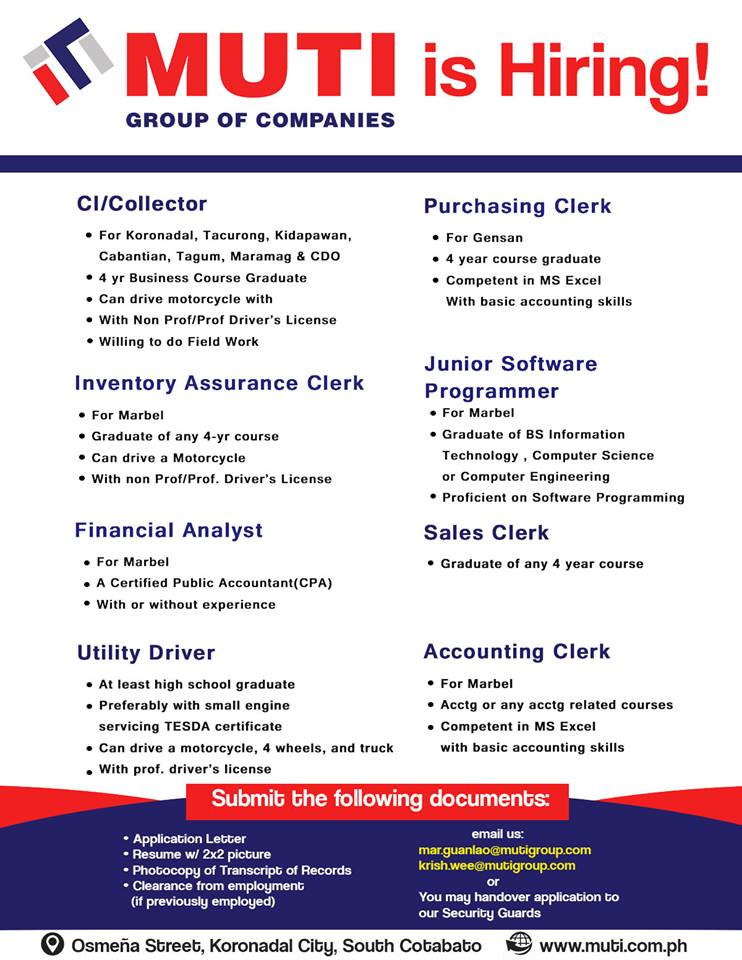 MUTI is Hiring!
GROUP OF COMPANIES
CI/Collector
• For Koronadal, Tacurong, Kidapawan,
Cabantian, Tagum, Maramag & CDO
• 4 yr Business Course Graduate
• Can drive motorcycle with
• With Non Prof/Prof Driver's License
• Willing to do Field Work
Inventory Assurance Clerk
• For Marbel
• Graduate of any 4-yr course
• Can drive a Motorcycle
• With non Prof/Prof. Driver's License
Financial Analyst
• For Marbel
• A Certified Public Accountant(CPA)
• With or without experience
Utility Driver
• At least high school graduate
• Preferably with small engine
servicing TESDA certificate
• Can drive a motorcycle, 4 wheels, and truck
• With prof. driver's license
Purchasing Clerk
• For Gensan
• 4 year course graduate
• Competent in MS Excel
With basic accounting skills
Junior Software
Programmer
• For Marbel
• Graduate of BS Information
Technology , Computer Science
or Computer Engineering
• Proficient on Software Programming
Sales Clerk
• Graduate of any 4 year course
Accounting Clerk
• For Marbel
• Acctg or any acctg related courses
• Competent in MS Excel
with basic accounting skills
Submit the following documents:
• Application Letter
• Resume w/ 2x2 picture
• Photocopy of Transcript of Records
• Clearance from employment
(if previously employed)
email us:
mar.guanlao@mutigroup.com
krish.wee@mutigroup.com
or
You may handover application to
our Security Guards
Osmeña Street, Koronadal City, South Cotabato
www.muti.com.ph